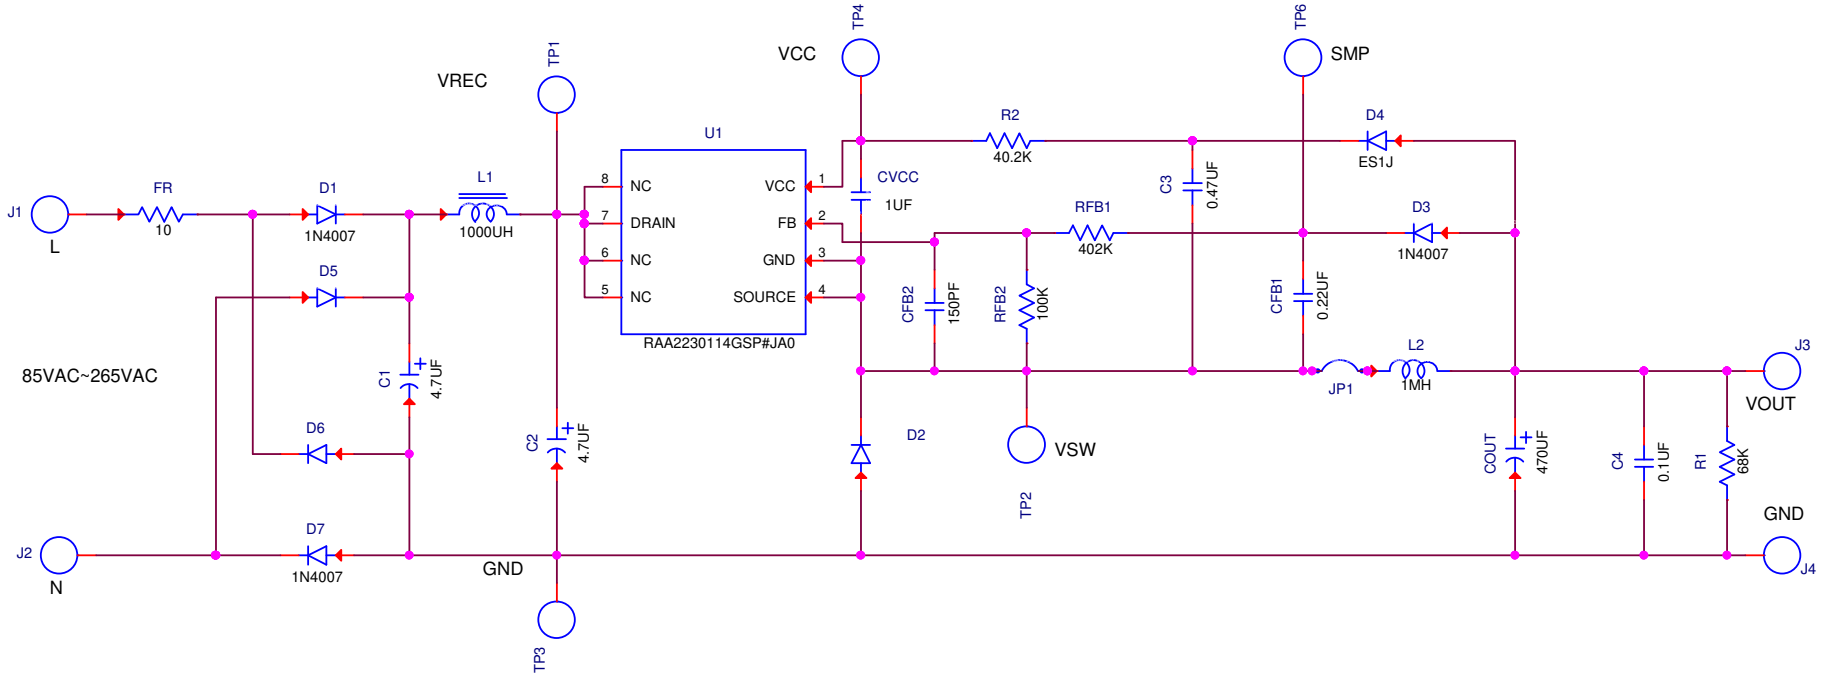 TP4
TP6
VCC
SMP
TP1
VREC
U1
R2
40.2K
D4
ES1J
FR
10
D1
1N4007
L1
1000UH
8 NC
7 DRAIN
6 NC
5 NC
VCC 1
FB 2
GND 3
SOURCE 4
RAA2230114GSP#JA0
CVCC
1UF
C3
0.47UF
RFB1
402K
D3
1N4007
J1
L
D5
CFB2
150PF
RFB2
100K
CFB1
0.22UF
85VAC~265VAC
C1
4.7UF
JP1
L2
1MH
J3
VOUT
D6
C2
4.7UF
D2
VSW
TP2
COUT
470UF
C4
0.1UF
R1
68K
J2
N
D7
1N4007
GND
GND
J4
TP3